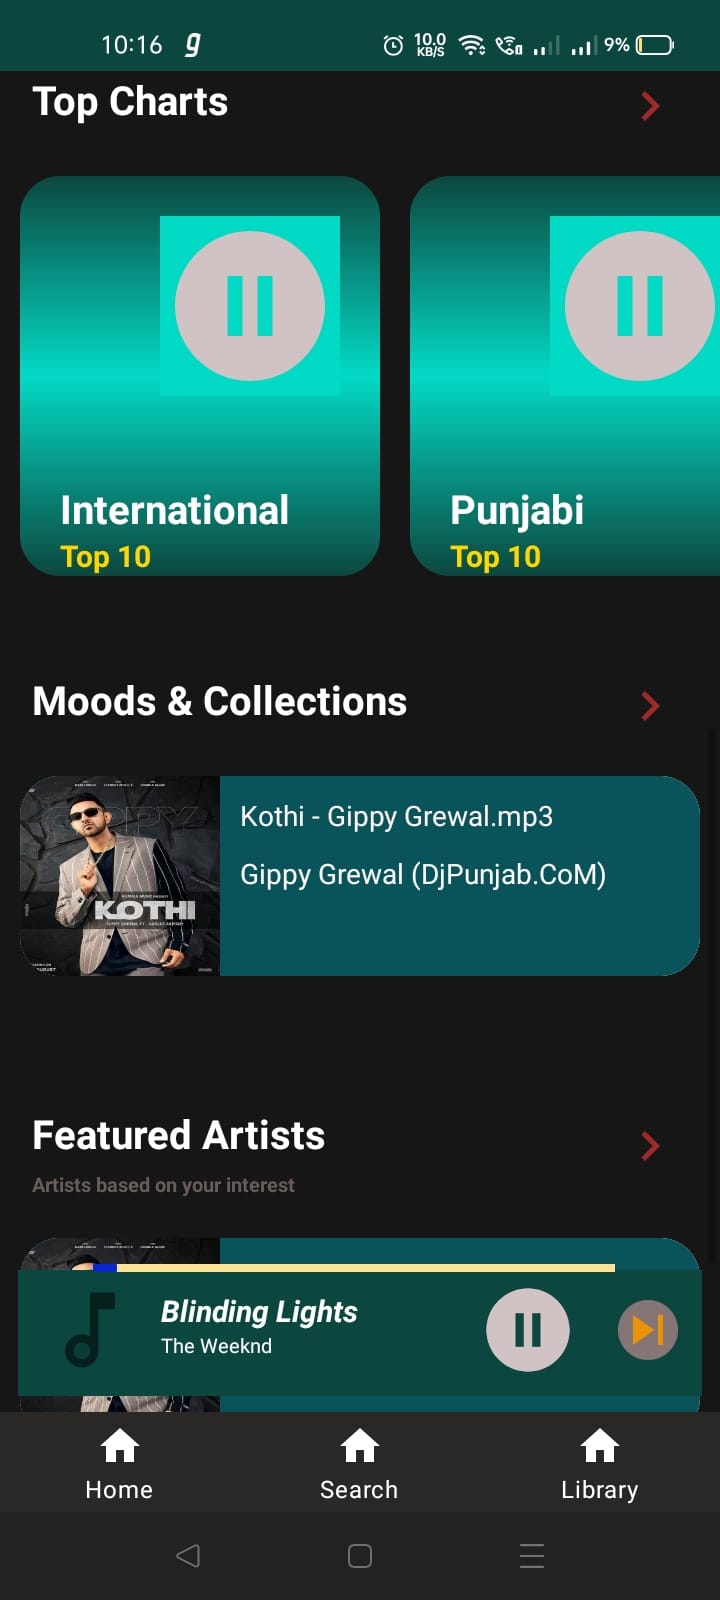 10:16 g 10.0 KB/S 9%
Top Charts
International
Top 10
Punjabi
Top 10
Moods & Collections
GIPPY
KOTHI
Kothi - Gippy Grewal.mp3
Gippy Grewal (DjPunjab.CoM)
Featured Artists
Artists based on your interest
Blinding Lights
The Weeknd
Home Search Library